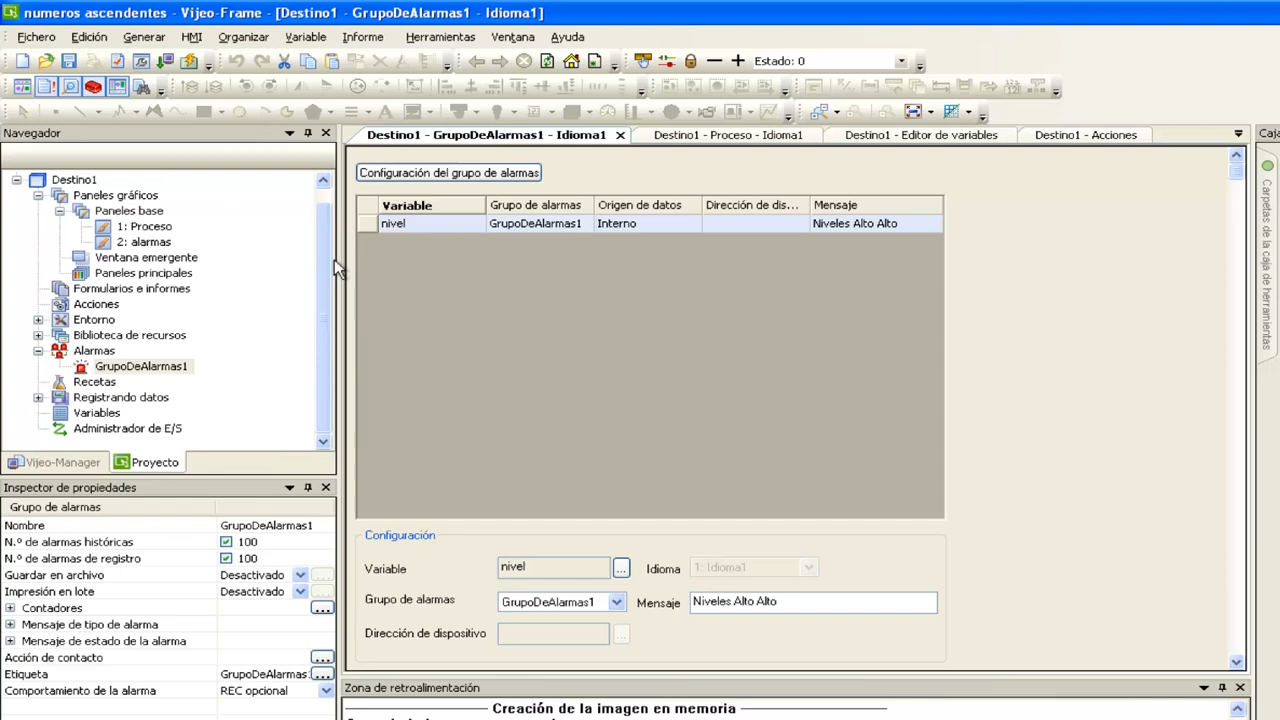 numeros ascendentes - Vijeo-Frame - [Destino1 - GrupoDeAlarmas1 - Idioma1]
Fichero Edición Generar HMI Organizar Variable Informe Herramientas Ventana Ayuda
Estado: 0
Navegador
Destino1 - GrupoDeAlarmas1 - Idioma1 Destino1 - Proceso - Idioma1 Destino1 - Editor de variables Destino1 - Acciones
Caja
Carpetas de la caja de herramientas
Destino1
Paneles gráficos
Paneles base
1: Proceso
2: alarmas
Ventana emergente
Paneles principales
Formularios e informes
Acciones
Entorno
Biblioteca de recursos
Alarmas
GrupoDeAlarmas1
Recetas
Registrando datos
Variables
Administrador de E/S
Vijeo-Manager Proyecto
Configuración del grupo de alarmas
Variable Grupo de alarmas Origen de datos Dirección de dis... Mensaje
nivel GrupoDeAlarmas1 Interno Niveles Alto Alto
Configuración
Variable nivel ... Idioma 1: Idioma1
Grupo de alarmas GrupoDeAlarmas1 Mensaje Niveles Alto Alto
Dirección de dispositivo ...
Inspector de propiedades
Grupo de alarmas
Nombre GrupoDeAlarmas1
N.º de alarmas históricas 100
N.º de alarmas de registro 100
Guardar en archivo Desactivado ...
Impresión en lote Desactivado ...
Contadores ...
Mensaje de tipo de alarma
Mensaje de estado de la alarma
Acción de contacto ...
Etiqueta GrupoDeAlarmas ...
Comportamiento de la alarma REC opcional
Zona de retroalimentación
Creación de la imagen en memoria